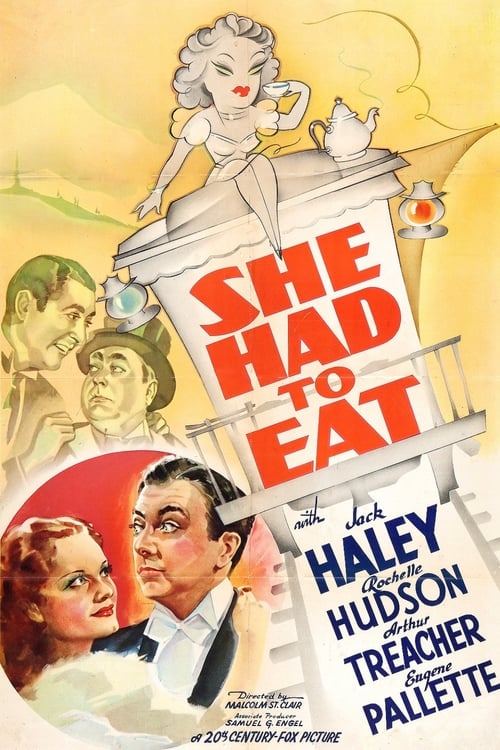 SHE
HAD
TO
EAT
with Jack
HALEY
Rochelle
HUDSON
Arthur
TREACHER
Eugene
PALLETTE
Directed by
MALCOLM ST. CLAIR
Associate Producer
SAMUEL G. ENGEL
A 20TH CENTURY-FOX PICTURE